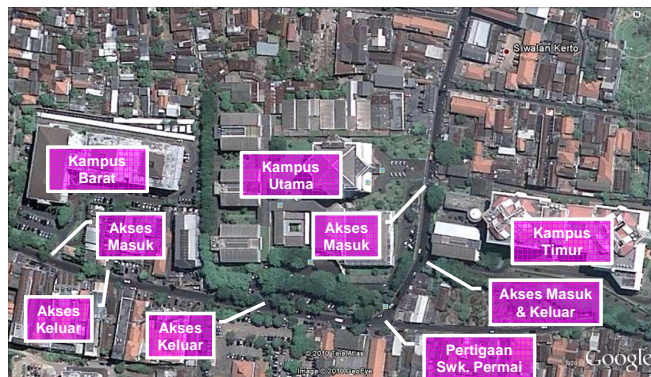 Siwalan Kerto
Kampus
Barat
Kampus
Utama
Akses
Masuk
Akses
Masuk
Kampus
Timur
Akses
Keluar
Akses
Keluar
Akses Masuk
& Keluar
Pertigaan
Swk. Permai
© 2010 Tele Atlas
Image © 2010 GeoEye
Google